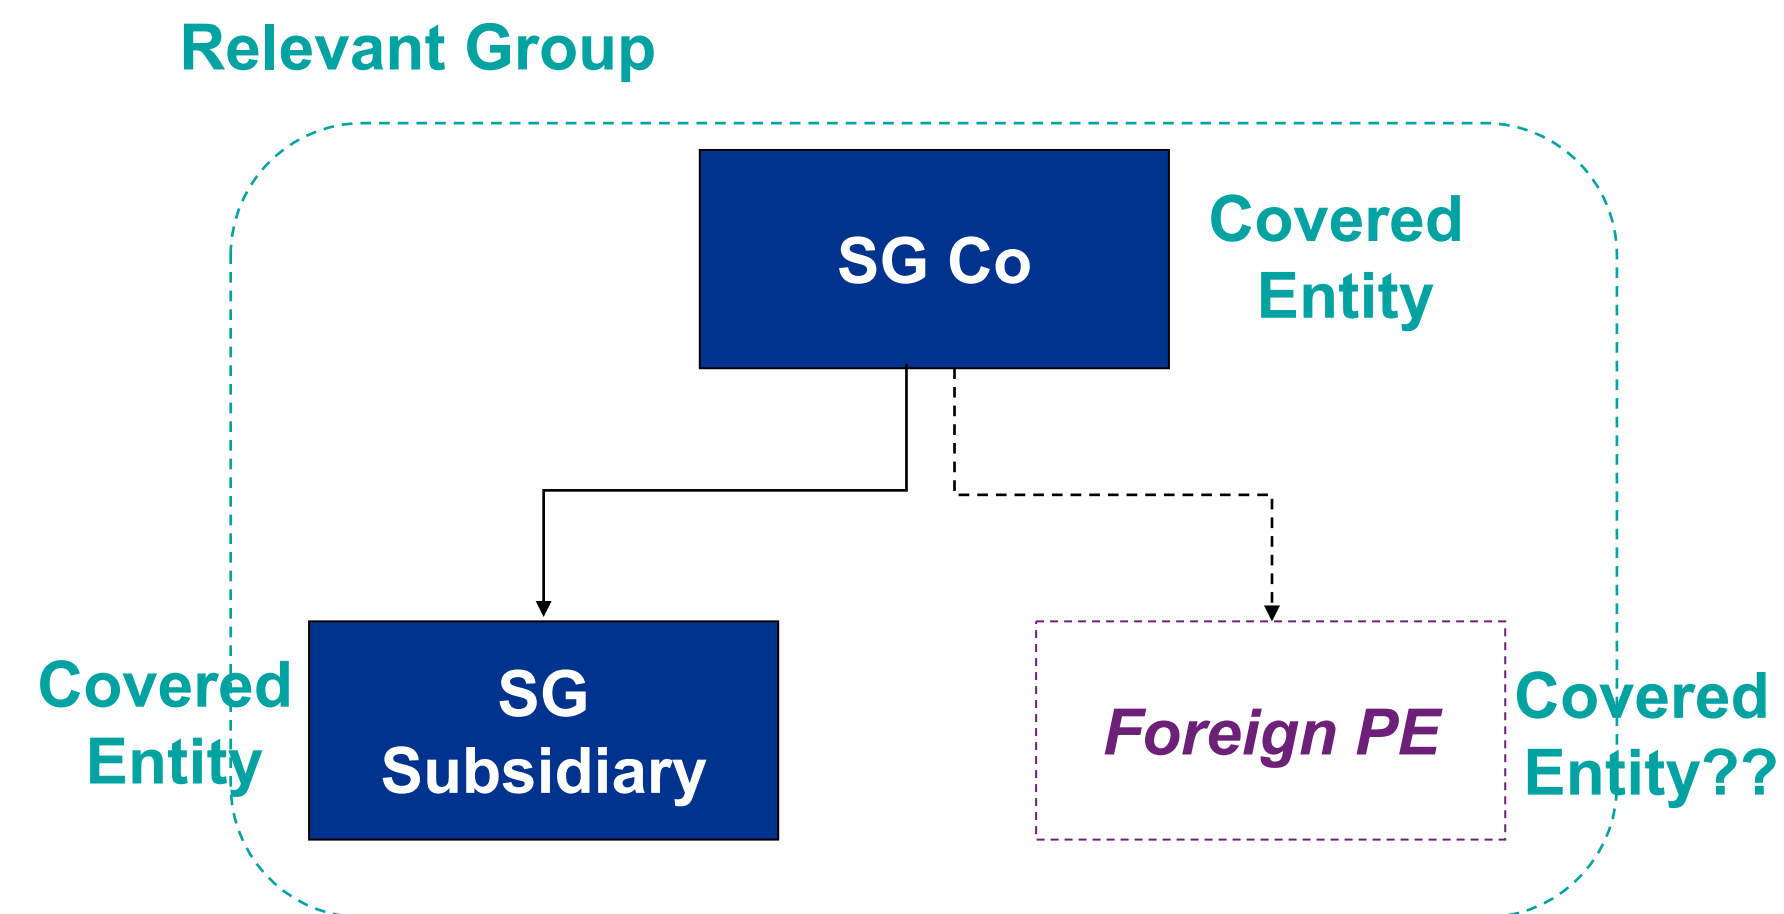 Relevant Group
SG Co
Covered
Entity
Covered
Entity
SG
Subsidiary
Foreign PE
Covered
Entity??